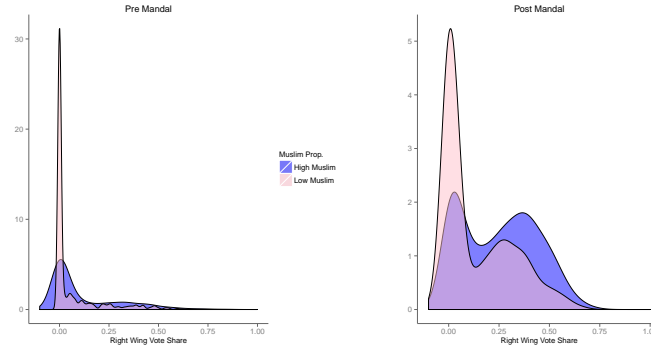 Pre Mandal
30
20
10
0
0.00 0.25 0.50 0.75 1.00
Right Wing Vote Share
Muslim Prop.
High Muslim
Low Muslim
Post Mandal
5
4
3
2
1
0
0.00 0.25 0.50 0.75 1.00
Right Wing Vote Share